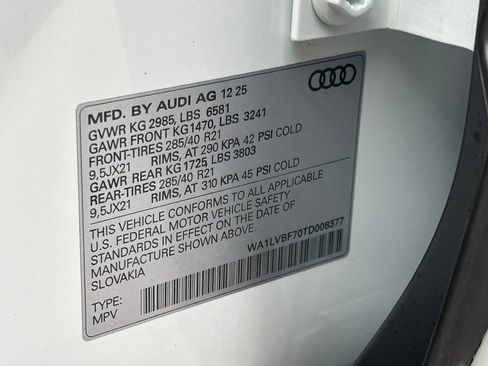 MFD. BY AUDI AG 12 25
GVWR KG 2985, LBS 6581
GAWR FRONT KG1470, LBS 3241
FRONT-TIRES 285/40 R21
9,5JX21 RIMS, AT 290 KPA 42 PSI COLD
GAWR REAR KG 1725, LBS 3803
REAR-TIRES 285/40 R21
9,5JX21 RIMS, AT 310 KPA 45 PSI COLD
THIS VEHICLE CONFORMS TO ALL APPLICABLE
U.S. FEDERAL MOTOR VEHICLE SAFETY
STANDARDS IN EFFECT ON THE DATE OF
MANUFACTURE SHOWN ABOVE.
SLOVAKIA
WA1LVBF70TD008377
TYPE:
MPV